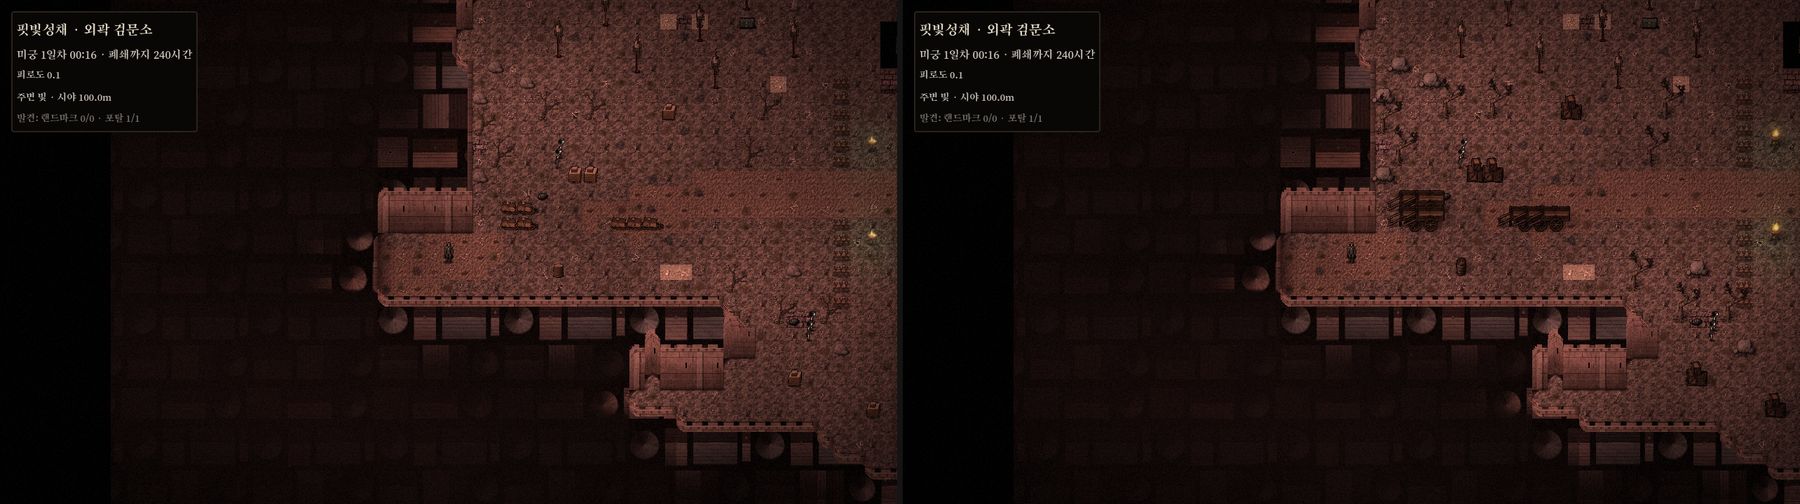 핏빛성채 · 외곽 검문소
미궁 1일차 00:16 · 폐쇄까지 240시간
피로도 0.1
주변 빛 · 시야 100.0m
발견: 랜드마크 0/0 · 포탈 1/1
핏빛성채 · 외곽 검문소
미궁 1일차 00:16 · 폐쇄까지 240시간
피로도 0.1
주변 빛 · 시야 100.0m
발견: 랜드마크 0/0 · 포탈 1/1